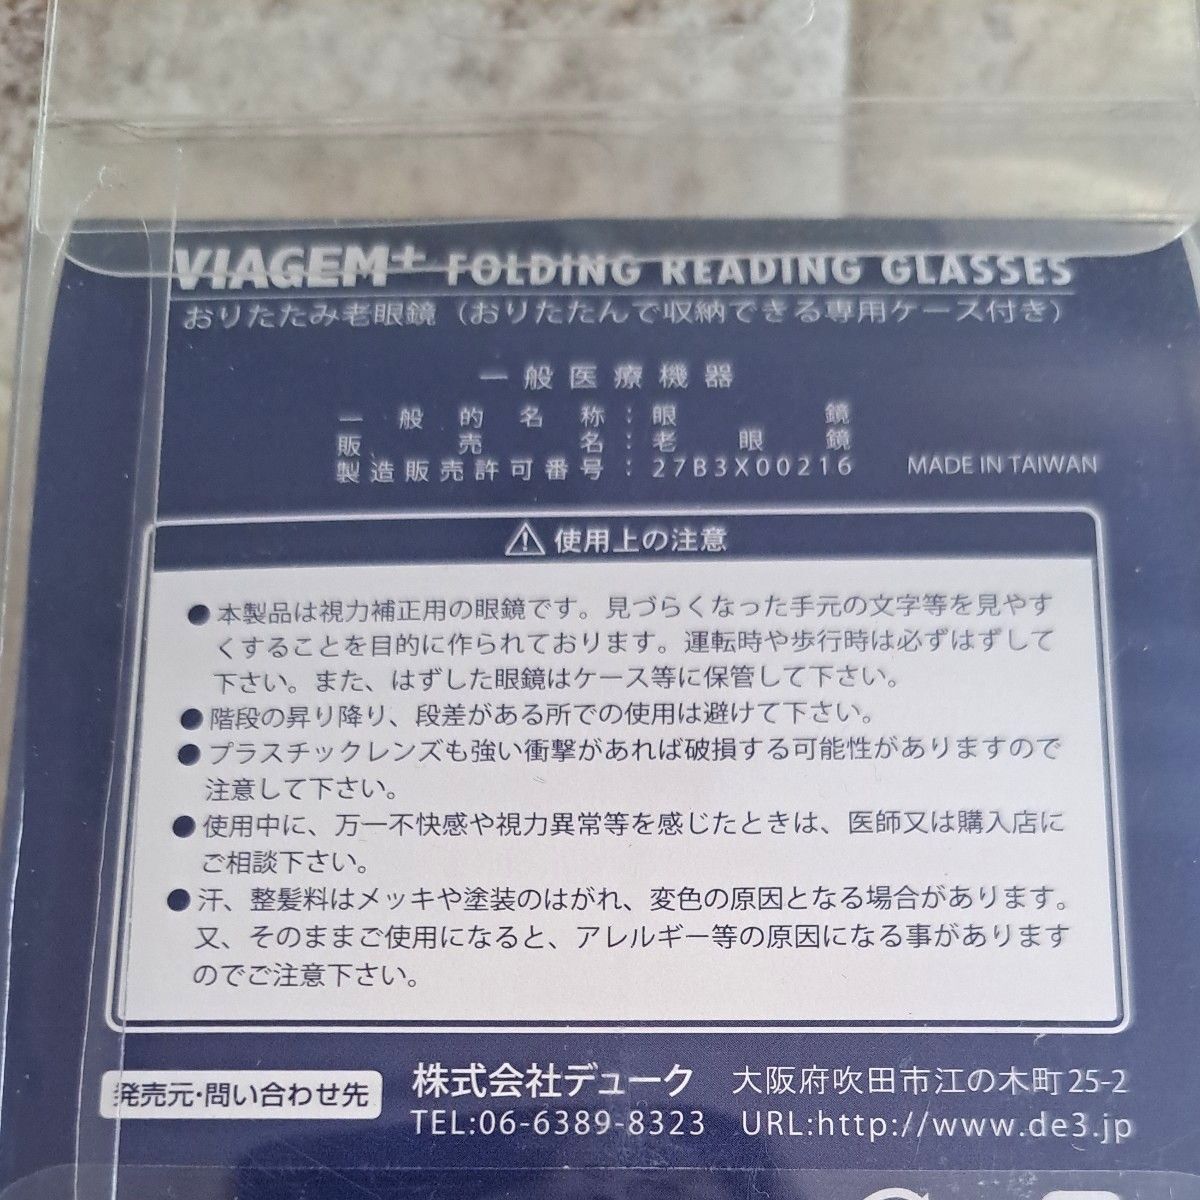 VIAGEM+ FOLDING READING GLASSES
おりたたみ老眼鏡（おりたたんで収納できる専用ケース付き）
一般医療機器
一般的名称：眼鏡
販売名：老眼鏡
製造販売許可番号：27B3X00216 MADE IN TAIWAN
⚠使用上の注意
●本製品は視力補正用の眼鏡です。見づらくなった手元の文字等を見やす
くすることを目的に作られております。運転時や歩行時は必ずはずして
下さい。また、はずした眼鏡はケース等に保管して下さい。
●階段の昇り降り、段差がある所での使用は避けて下さい。
●プラスチックレンズも強い衝撃があれば破損する可能性がありますので
注意して下さい。
●使用中に、万一不快感や視力異常等を感じたときは、医師又は購入店に
ご相談下さい。
●汗、整髪料はメッキや塗装のはがれ、変色の原因となる場合があります。
又、そのままご使用になると、アレルギー等の原因になる事があります
のでご注意下さい。
発売元・問い合わせ先 株式会社デューク 大阪府吹田市江の木町25-2
TEL:06-6389-8323 URL:http://www.de3.jp